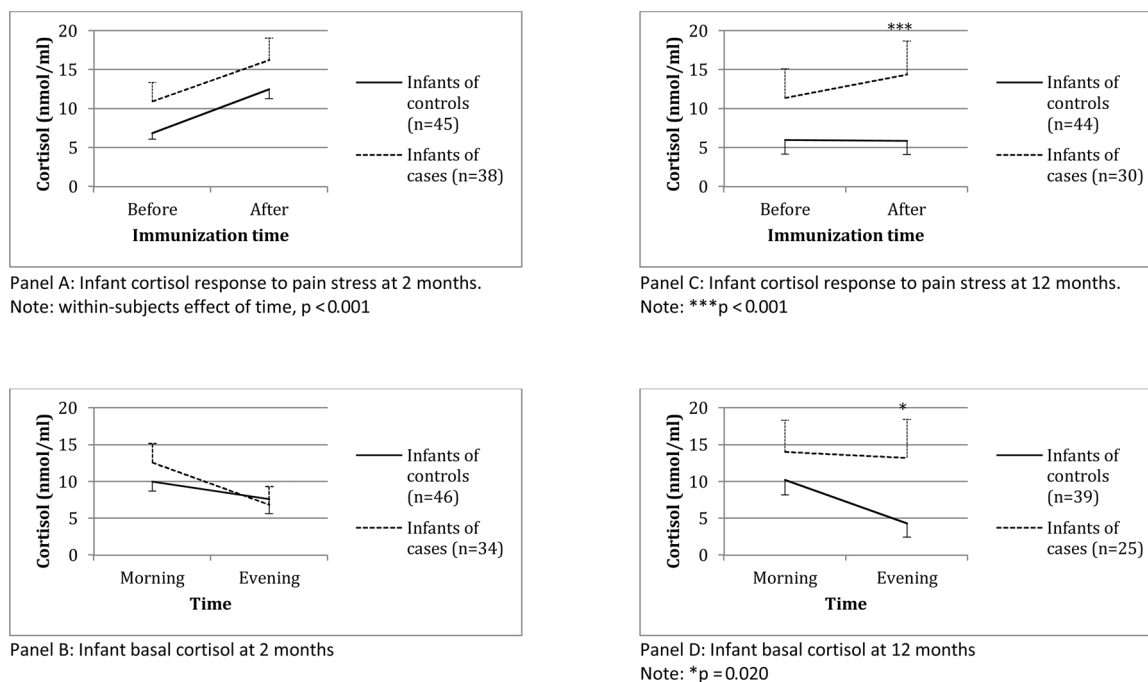 20
15
10
5
0
Cortisol (nmol/ml)
Before After
Immunization time
Infants of
controls
(n=45)
Infants of
cases (n=38)
Panel A: Infant cortisol response to pain stress at 2 months.
Note: within-subjects effect of time, p <0.001
***
20
15
10
5
0
Cortisol (nmol/ml)
Before After
Immunization time
Infants of
controls
(n=44)
Infants of
cases (n=30)
Panel C: Infant cortisol response to pain stress at 12 months.
Note: ***p <0.001
20
15
10
5
0
Cortisol (nmol/ml)
Morning Evening
Time
Infants of
controls
(n=46)
Infants of
cases (n=34)
Panel B: Infant basal cortisol at 2 months
*
20
15
10
5
0
Cortisol (nmol/ml)
Morning Evening
Time
Infants of
controls
(n=39)
Infants of
cases (n=25)
Panel D: Infant basal cortisol at 12 months
Note: *p =0.020